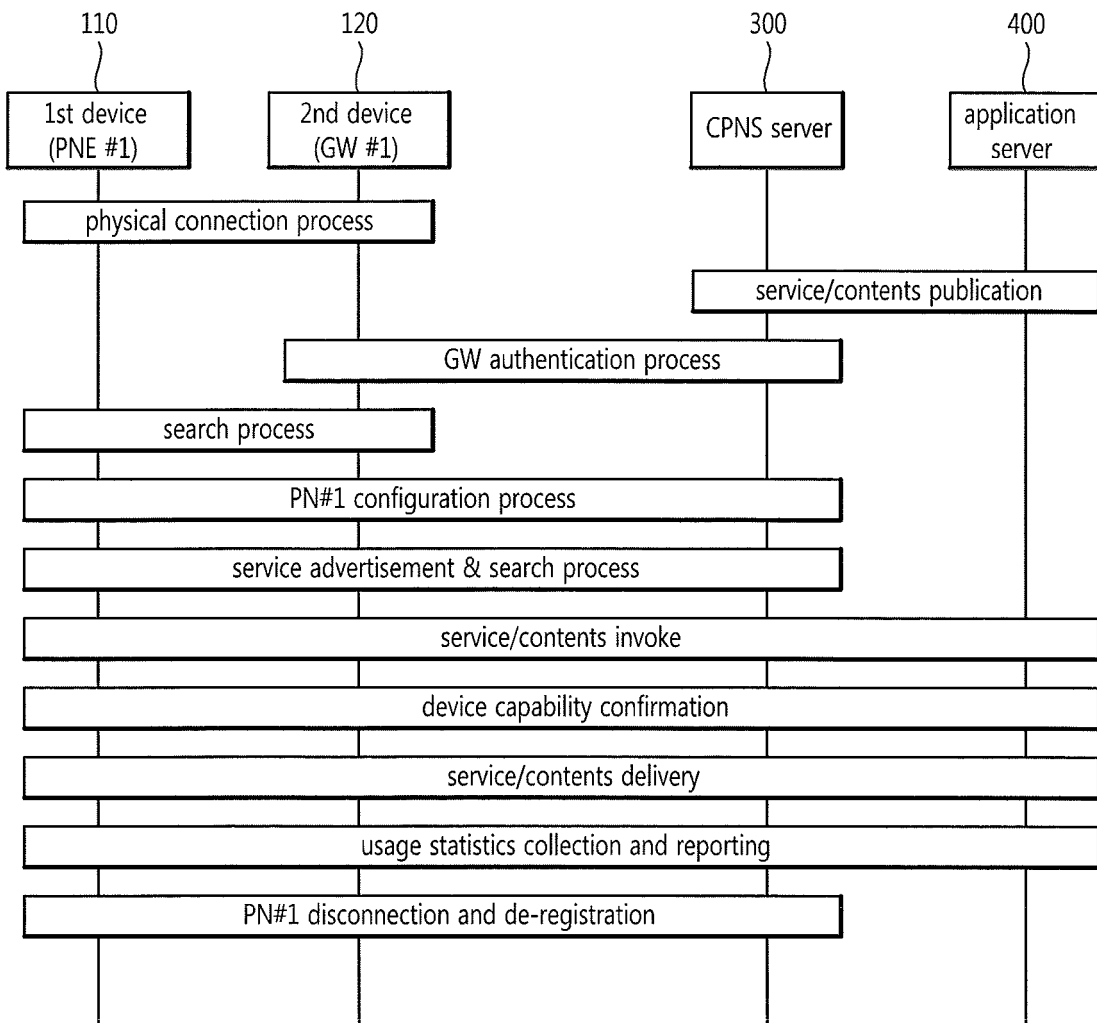 110 120 300 400
1st device 2nd device CPNS server application
(PNE #1) (GW #1) server
physical connection process
service/contents publication
GW authentication process
search process
PN#1 configuration process
service advertisement & search process
service/contents invoke
device capability confirmation
service/contents delivery
usage statistics collection and reporting
PN#1 disconnection and de-registration